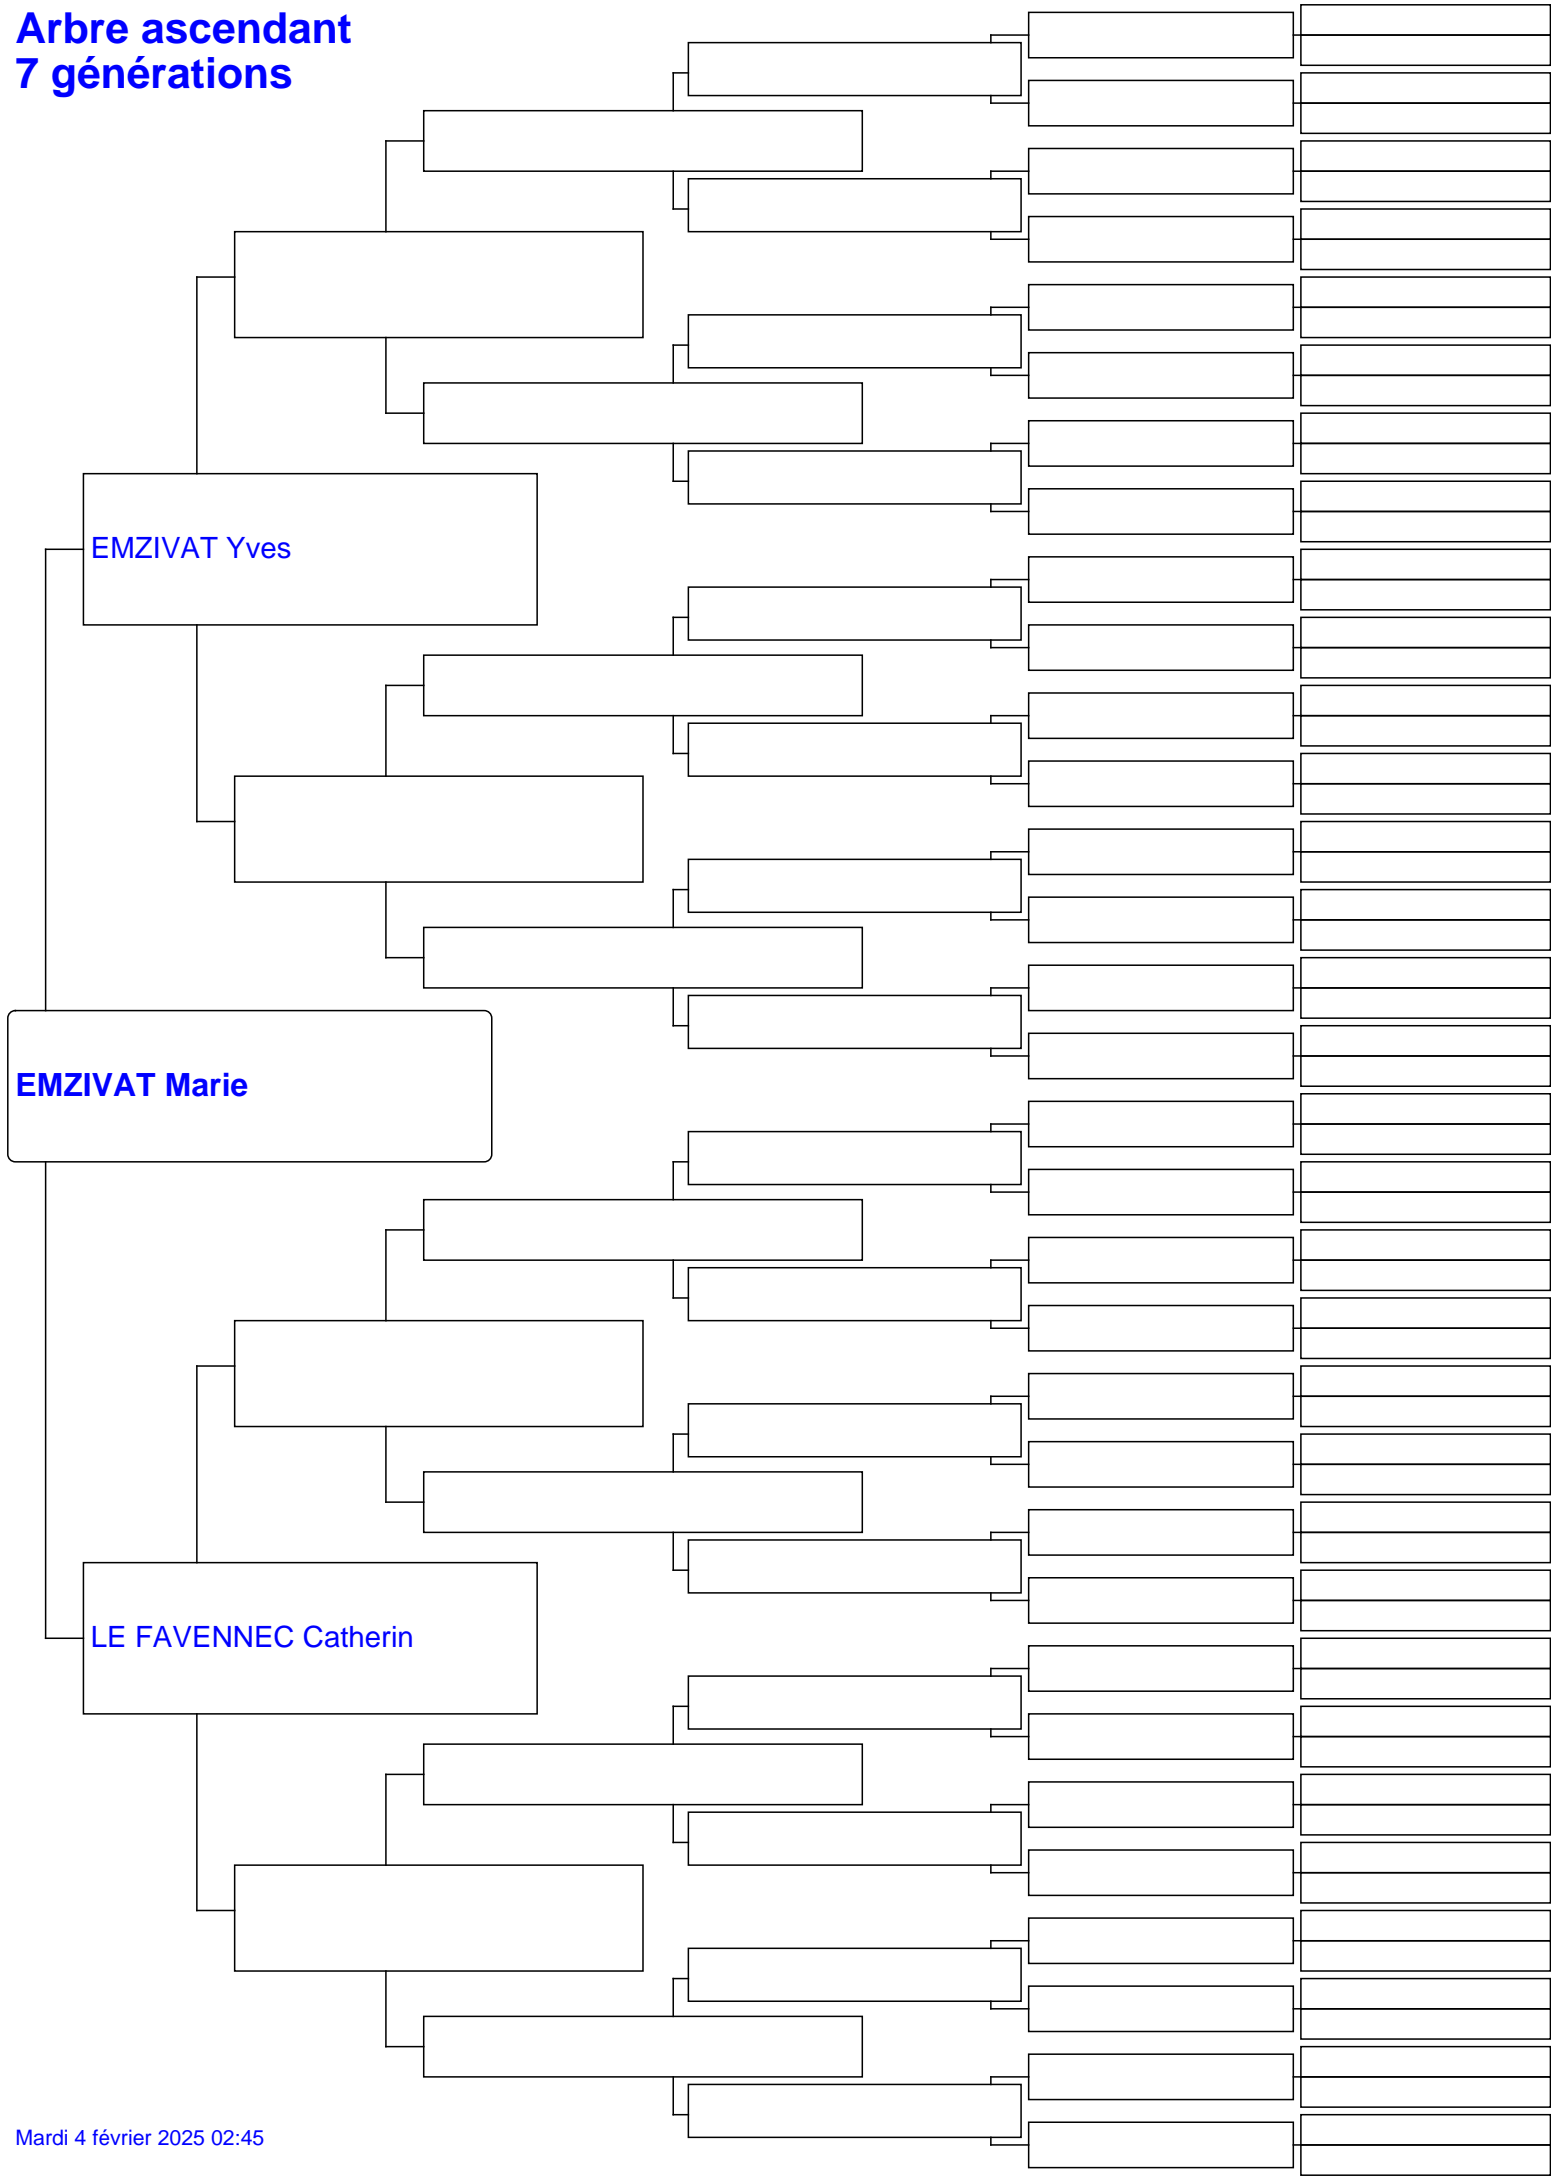 Arbre ascendant
7 générations
EMZIVAT Yves
EMZIVAT Marie
LE FAVENNEC Catherin
Mardi 4 février 2025 02:45